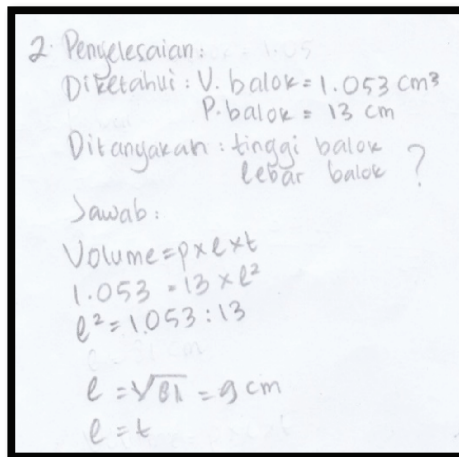 2. Penyelesaian:
Diketahui: V. balok = 1.053 cm³
P. balok = 13 cm
Ditanyakan: tinggi balok
lebar balok ?
Jawab:
Volume = p x l x t
1.053 = 13 x l²
l² = 1.053 : 13
l = √81 = 9 cm
l = t